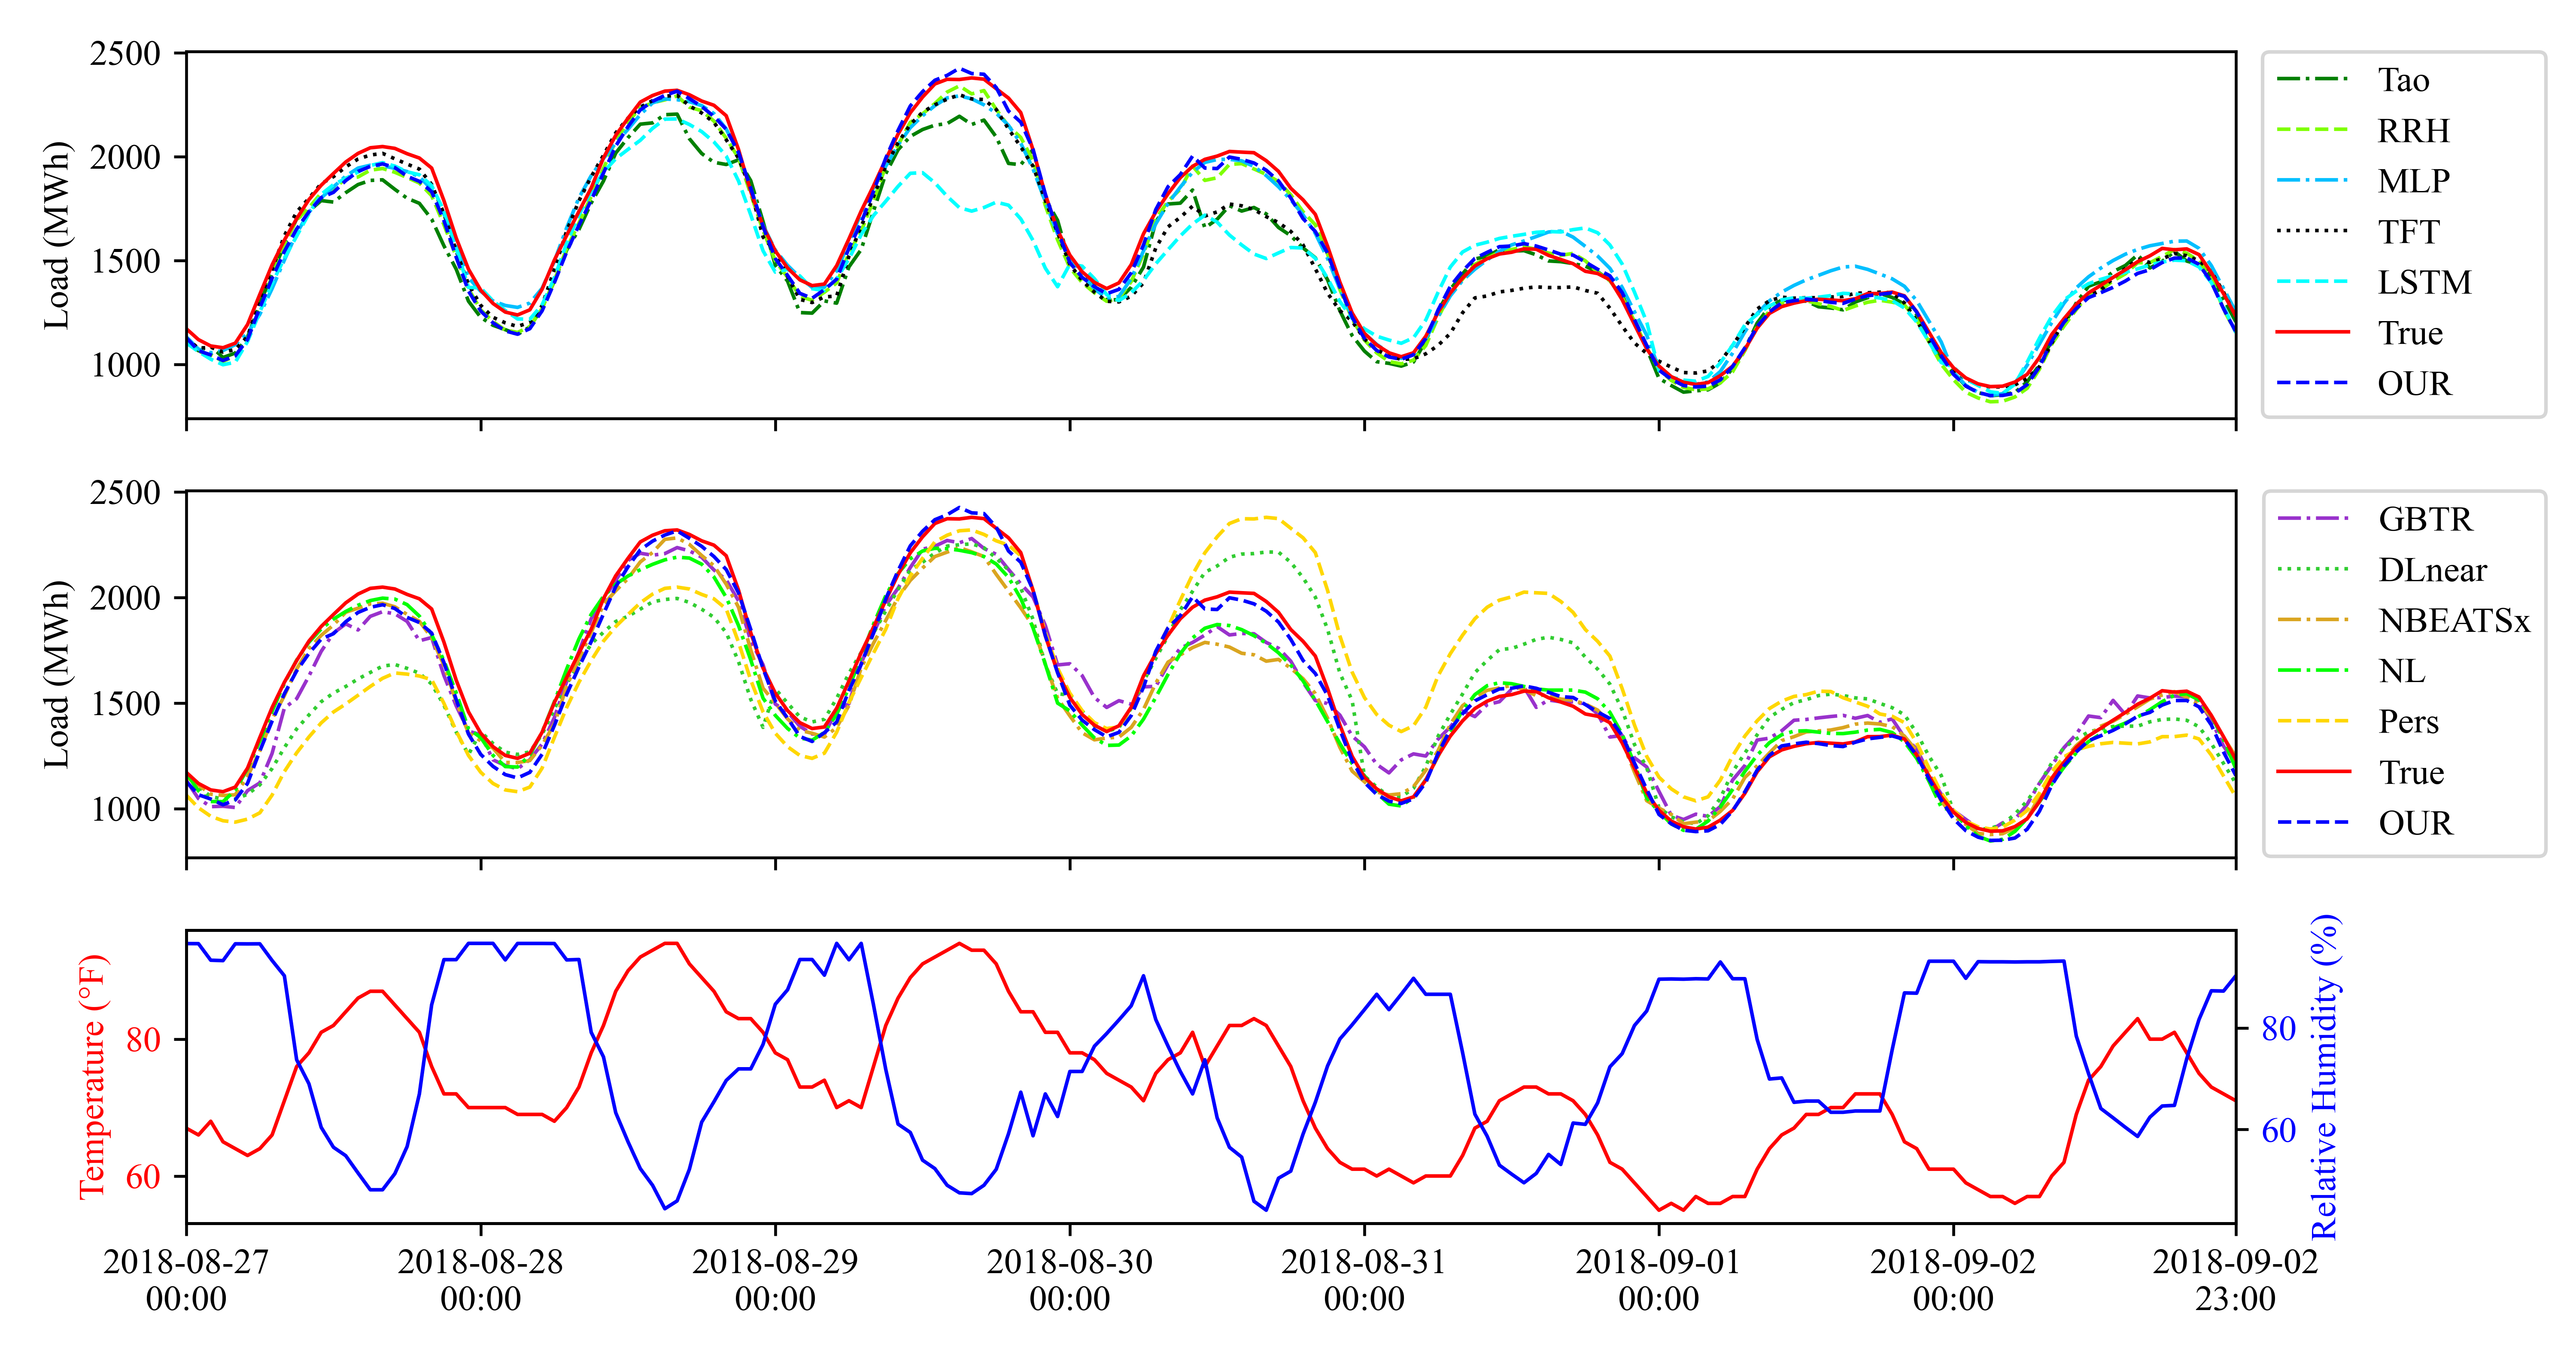 2500
2000
1500
1000
Load (MWh)
Tao
RRH
MLP
TFT
LSTM
True
OUR
2500
2000
1500
1000
Load (MWh)
GBTR
DLnear
NBEATSx
NL
Pers
True
OUR
80
60
Temperature (°F)
80
60
Relative Humidity (%)
2018-08-27 2018-08-28 2018-08-29 2018-08-30 2018-08-31 2018-09-01 2018-09-02 2018-09-02
00:00 00:00 00:00 00:00 00:00 00:00 00:00 23:00